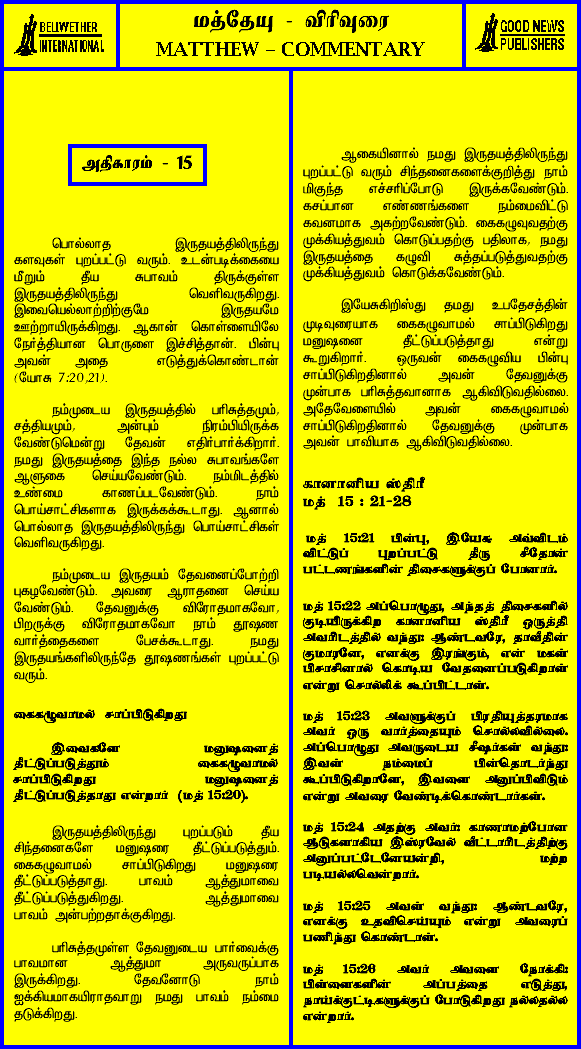 BELLWETHER
INTERNATIONAL
மத்தேயு - விரிவுரை
MATTHEW – COMMENTARY
GOOD NEWS
PUBLISHERS
அதிகாரம் - 15
பொல்லாத இருதயத்திலிருந்து
களவுகள் புறப்பட்டு வரும். உடன்படிக்கையை
மீறும் தீய சுபாவம் திருக்குள்ள
இருதயத்திலிருந்து வெளிவருகிறது.
இவையெல்லாற்றிற்குமே இருதயமே
ஊற்றாயிருக்கிறது. ஆகான் கொள்ளையிலே
நேர்த்தியான பொருளை இச்சித்தான். பின்பு
அவன் அதை எடுத்துக்கொண்டான்
(யோசு 7:20,21).
நம்முடைய இருதயத்தில் பரிசுத்தமும்,
சத்தியமும், அன்பும் நிரம்பியிருக்க
வேண்டுமென்று தேவன் எதிர்பார்க்கிறார்.
நமது இருதயத்தை இந்த நல்ல சுபாவங்களே
ஆளுகை செய்யவேண்டும். நம்மிடத்தில்
உண்மை காணப்படவேண்டும். நாம்
பொய்சாட்சிகளாக இருக்கக்கூடாது. ஆனால்
பொல்லாத இருதயத்திலிருந்து பொய்சாட்சிகள்
வெளிவருகிறது.
நம்முடைய இருதயம் தேவனைப்போற்றி
புகழவேண்டும். அவரை ஆராதனை செய்ய
வேண்டும். தேவனுக்கு விரோதமாகவோ,
பிறருக்கு விரோதமாகவோ நாம் தூஷண
வார்த்தைகளை பேசக்கூடாது. நமது
இருதயங்களிலிருந்தே தூஷணங்கள் புறப்பட்டு
வரும்.
கைகழுவாமல் சாப்பிடுகிறது
இவைகளே மனுஷனைத்
தீட்டுப்படுத்தும் கைகழுவாமல்
சாப்பிடுகிறது மனுஷனைத்
தீட்டுப்படுத்தாது என்றார் (மத் 15:20).
இருதயத்திலிருந்து புறப்படும் தீய
சிந்தனைகளே மனுஷரை தீட்டுப்படுத்தும்.
கைகழுவாமல் சாப்பிடுகிறது மனுஷரை
தீட்டுப்படுத்தாது. பாவம் ஆத்துமாவை
தீட்டுப்படுத்துகிறது. ஆத்துமாவை
பாவம் அன்பற்றதாக்குகிறது.
பரிசுத்தமுள்ள தேவனுடைய பார்வைக்கு
பாவமான ஆத்துமா அருவருப்பாக
இருக்கிறது. தேவனோடு நாம்
ஐக்கியமாகயிராதவாறு நமது பாவம் நம்மை
தடுக்கிறது.
ஆகையினால் நமது இருதயத்திலிருந்து
புறப்பட்டு வரும் சிந்தனைகளைக்குறித்து நாம்
மிகுந்த எச்சரிப்போடு இருக்கவேண்டும்.
கசப்பான எண்ணங்களை நம்மைவிட்டு
கவனமாக அகற்றவேண்டும். கைகழுவுவதற்கு
முக்கியத்துவம் கொடுப்பதற்கு பதிலாக, நமது
இருதயத்தை கழுவி சுத்தப்படுத்துவதற்கு
முக்கியத்துவம் கொடுக்கவேண்டும்.
இயேசுகிறிஸ்து தமது உபதேசத்தின்
முடிவுரையாக கைகழுவாமல் சாப்பிடுகிறது
மனுஷனை தீட்டுப்படுத்தாது என்று
கூறுகிறார். ஒருவன் கைகழுவிய பின்பு
சாப்பிடுகிறதினால் அவன் தேவனுக்கு
முன்பாக பரிசுத்தவானாக ஆகிவிடுவதில்லை.
அதேவேளையில் அவன் கைகழுவாமல்
சாப்பிடுகிறதினால் தேவனுக்கு முன்பாக
அவன் பாவியாக ஆகிவிடுவதில்லை.
கானானிய ஸ்திரீ
மத் 15 : 21-28
மத் 15:21 பின்பு, இயேசு அவ்விடம்
விட்டுப் புறப்பட்டு தீரு சீதோன்
பட்டணங்களின் திசைகளுக்குப் போனார்.
மத் 15:22 அப்பொழுது, அந்தத் திசைகளில்
குடியிருக்கிற கானானிய ஸ்திரீ ஒருத்தி
அவரிடத்தில் வந்து: ஆண்டவரே, தாவீதின்
குமாரனே, எனக்கு இரங்கும், என் மகள்
பிசாசினால் கொடிய வேதனைப்படுகிறாள்
என்று சொல்லிக் கூப்பிட்டாள்.
மத் 15:23 அவளுக்குப் பிரதியுத்தரமாக
அவர் ஒரு வார்த்தையும் சொல்லவில்லை.
அப்பொழுது அவருடைய சீஷர்கள் வந்து:
இவள் நம்மைப் பின்தொடர்ந்து
கூப்பிடுகிறாளே, இவளை அனுப்பிவிடும்
என்று அவரை வேண்டிக்கொண்டார்கள்.
மத் 15:24 அதற்கு அவர்: காணாமற்போன
ஆடுகளாகிய இஸ்ரவேல் வீட்டாரிடத்திற்கு
அனுப்பட்டேனேயன்றி, மற்ற
படியல்லவென்றார்.
மத் 15:25 அவள் வந்து: ஆண்டவரே,
எனக்கு உதவிசெய்யும் என்று அவரைப்
பணிந்து கொண்டாள்.
மத் 15:26 அவர் அவளை நோக்கி:
பிள்ளைகளின் அப்பத்தை எடுத்து,
நாய்க்குட்டிகளுக்குப் போடுகிறது நல்லதல்ல
என்றார்.